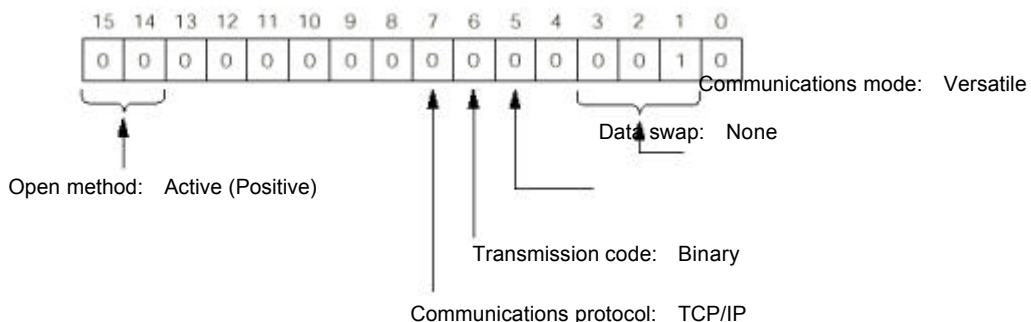 15 14 13 12 11 10 9 8 7 6 5 4 3 2 1 0
0 0 0 0 0 0 0 0 0 0 0 0 0 0 1 0
Communications mode: Versatile
Data swap: None
Open method: Active (Positive)
Transmission code: Binary
Communications protocol: TCP/IP